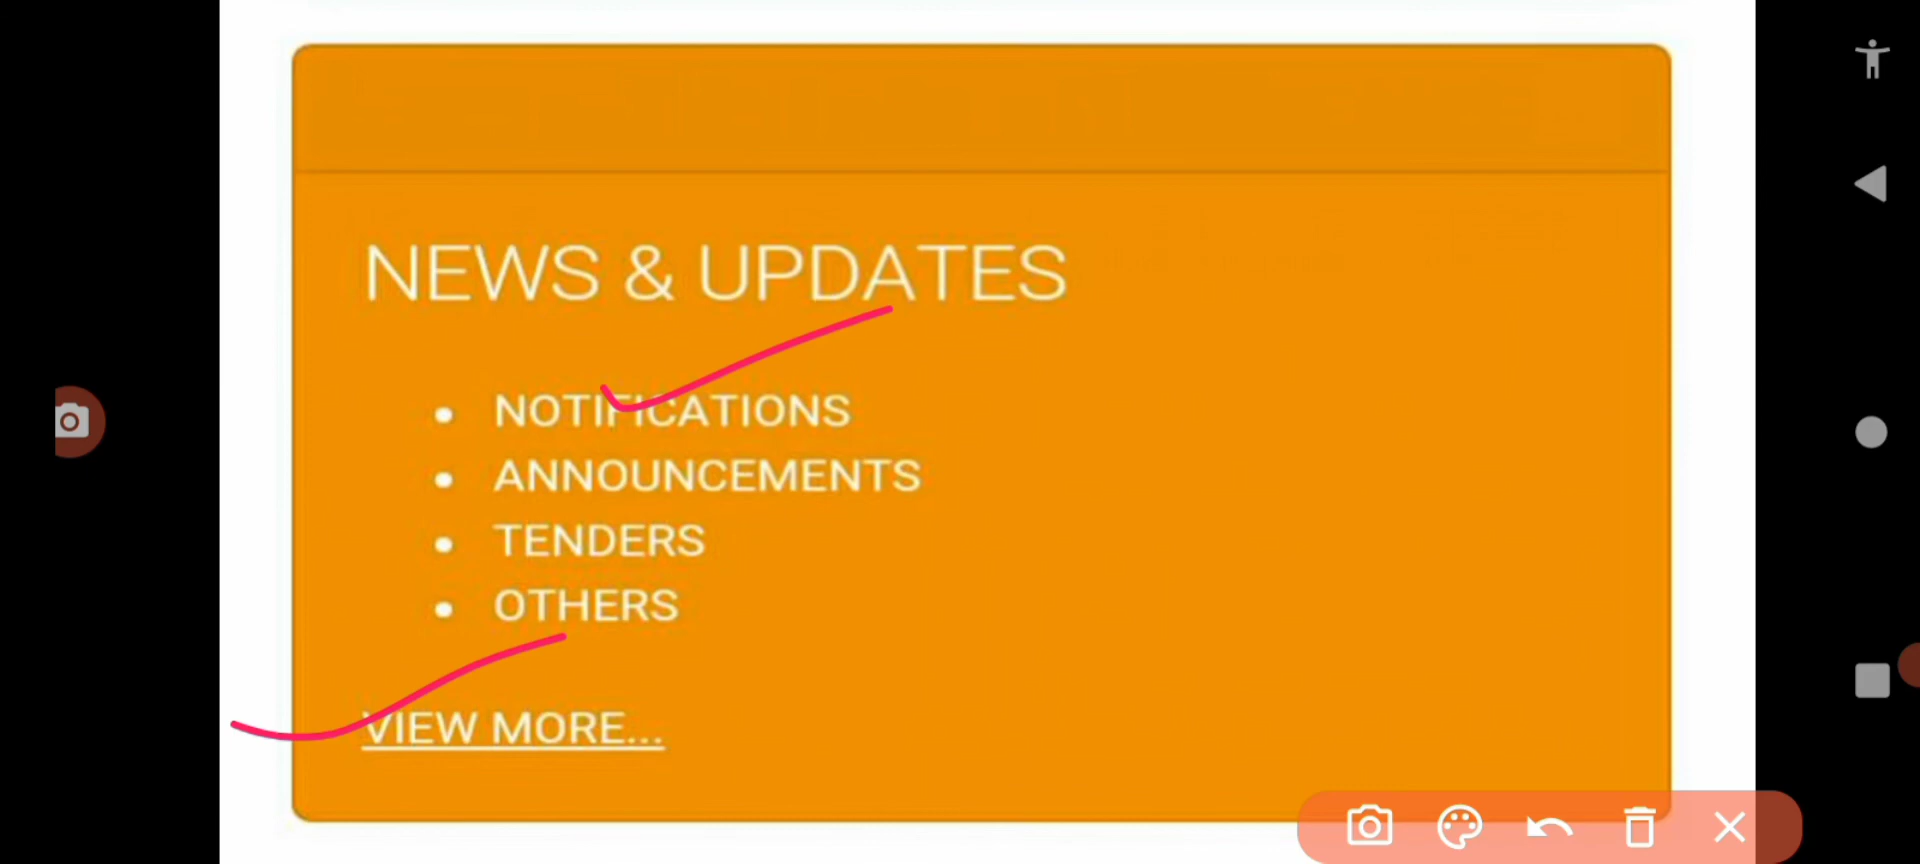 NEWS & UPDATES
NOTIFICATIONS
ANNOUNCEMENTS
TENDERS
OTHERS
VIEW MORE...